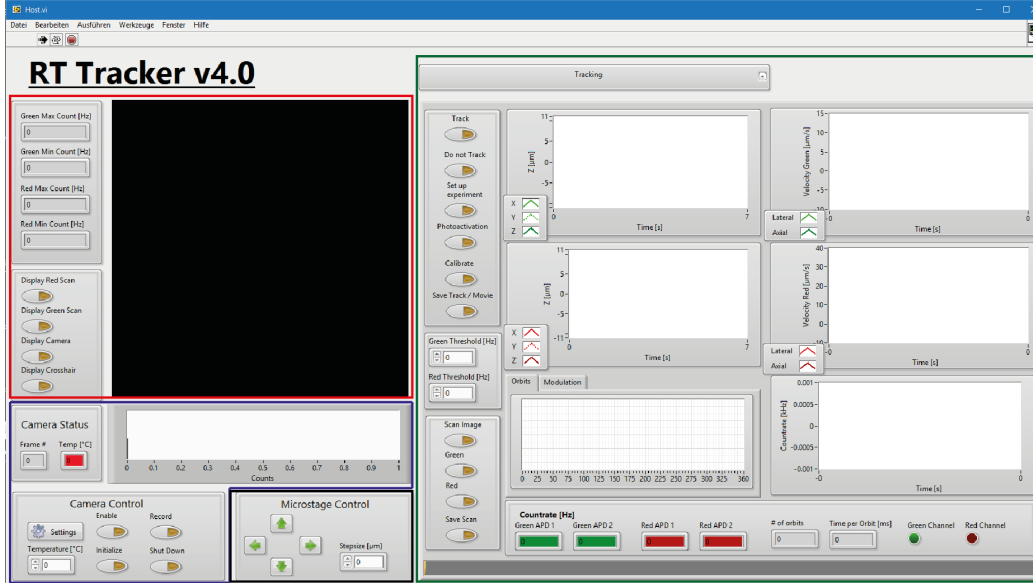 Host.vi
Datei Bearbeiten Ausführen Werkzeuge Fenster Hilfe
RT Tracker v4.0
Green Max Count [Hz]
0
Green Min Count [Hz]
0
Red Max Count [Hz]
0
Red Min Count [Hz]
0
Display Red Scan
Display Green Scan
Display Camera
Display Crosshair
Camera Status
Frame # Temp [°C]
0 0
0 0.1 0.2 0.3 0.4 0.5 0.6 0.7 0.8 0.9 1
Counts
Camera Control
Enable Record
Settings
Temperature [°C] Initialize Shut Down
0
Microstage Control
Stepsize [µm]
0
Tracking
Track
Do not Track
Set up
experiment
Photoactivation
Calibrate
Save Track / Movie
Green Threshold [Hz]
0
Red Threshold [Hz]
0
Scan Image
Green
Red
Save Scan
11
5
0
-5
Z [µm]
0 7
Time [s]
X
Y
Z
15
10
5
0
-5
-10
Velocity Green [µm/s]
-0 0
Time [s]
Lateral
Axial
11
5
0
-5
-11
Z [µm]
0 7
Time [s]
X
Y
Z
40
30
20
10
0
Velocity Red [µm/s]
-0 0
Time [s]
Lateral
Axial
Orbits Modulation
0 25 50 75 100 125 150 175 200 225 250 275 300 325 360
0.001
0.0005
0
-0.0005
-0.001
Countrate [kHz]
-0 0
Time [s]
Countrate [Hz]
Green APD 1 Green APD 2 Red APD 1 Red APD 2 # of orbits Time per Orbit [ms] Green Channel Red Channel
0 0 0 0 0 0